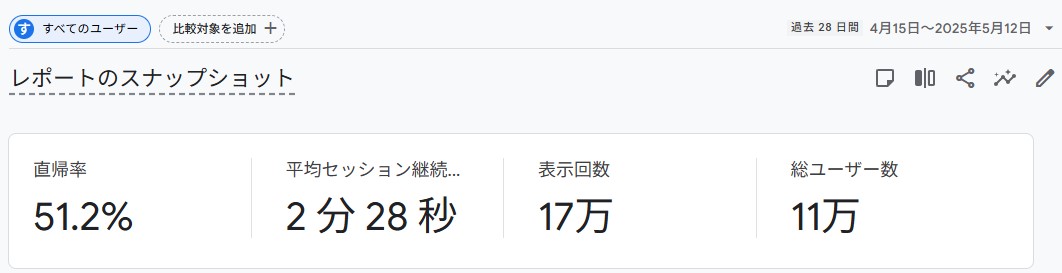 す すべてのユーザー 比較対象を追加 + 過去 28 日間 4月15日～2025年5月12日
レポートのスナップショット
直帰率 平均セッション継続... 表示回数 総ユーザー数
51.2% 2 分 28 秒 17万 11万